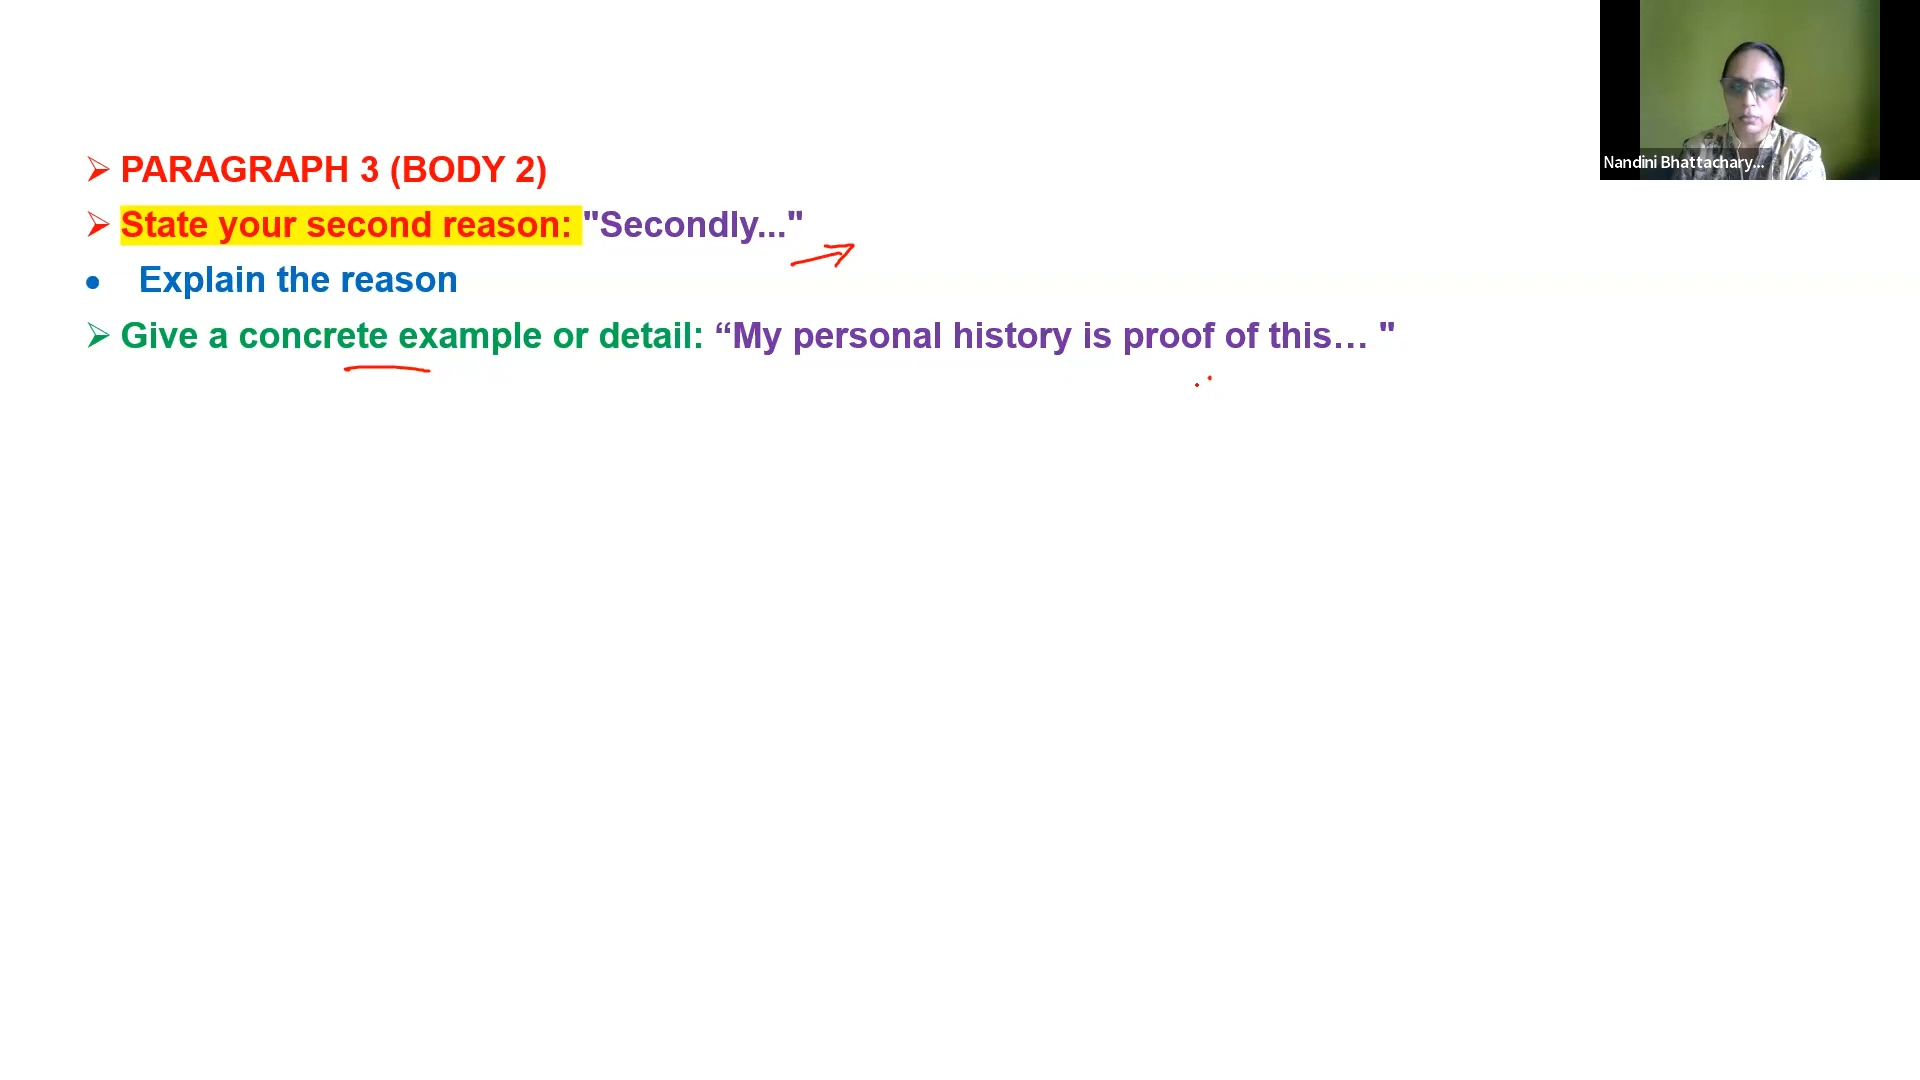 Nandini Bhattachary...
➢ PARAGRAPH 3 (BODY 2)
➢ State your second reason: "Secondly..."
• Explain the reason
➢ Give a concrete example or detail: “My personal history is proof of this… "